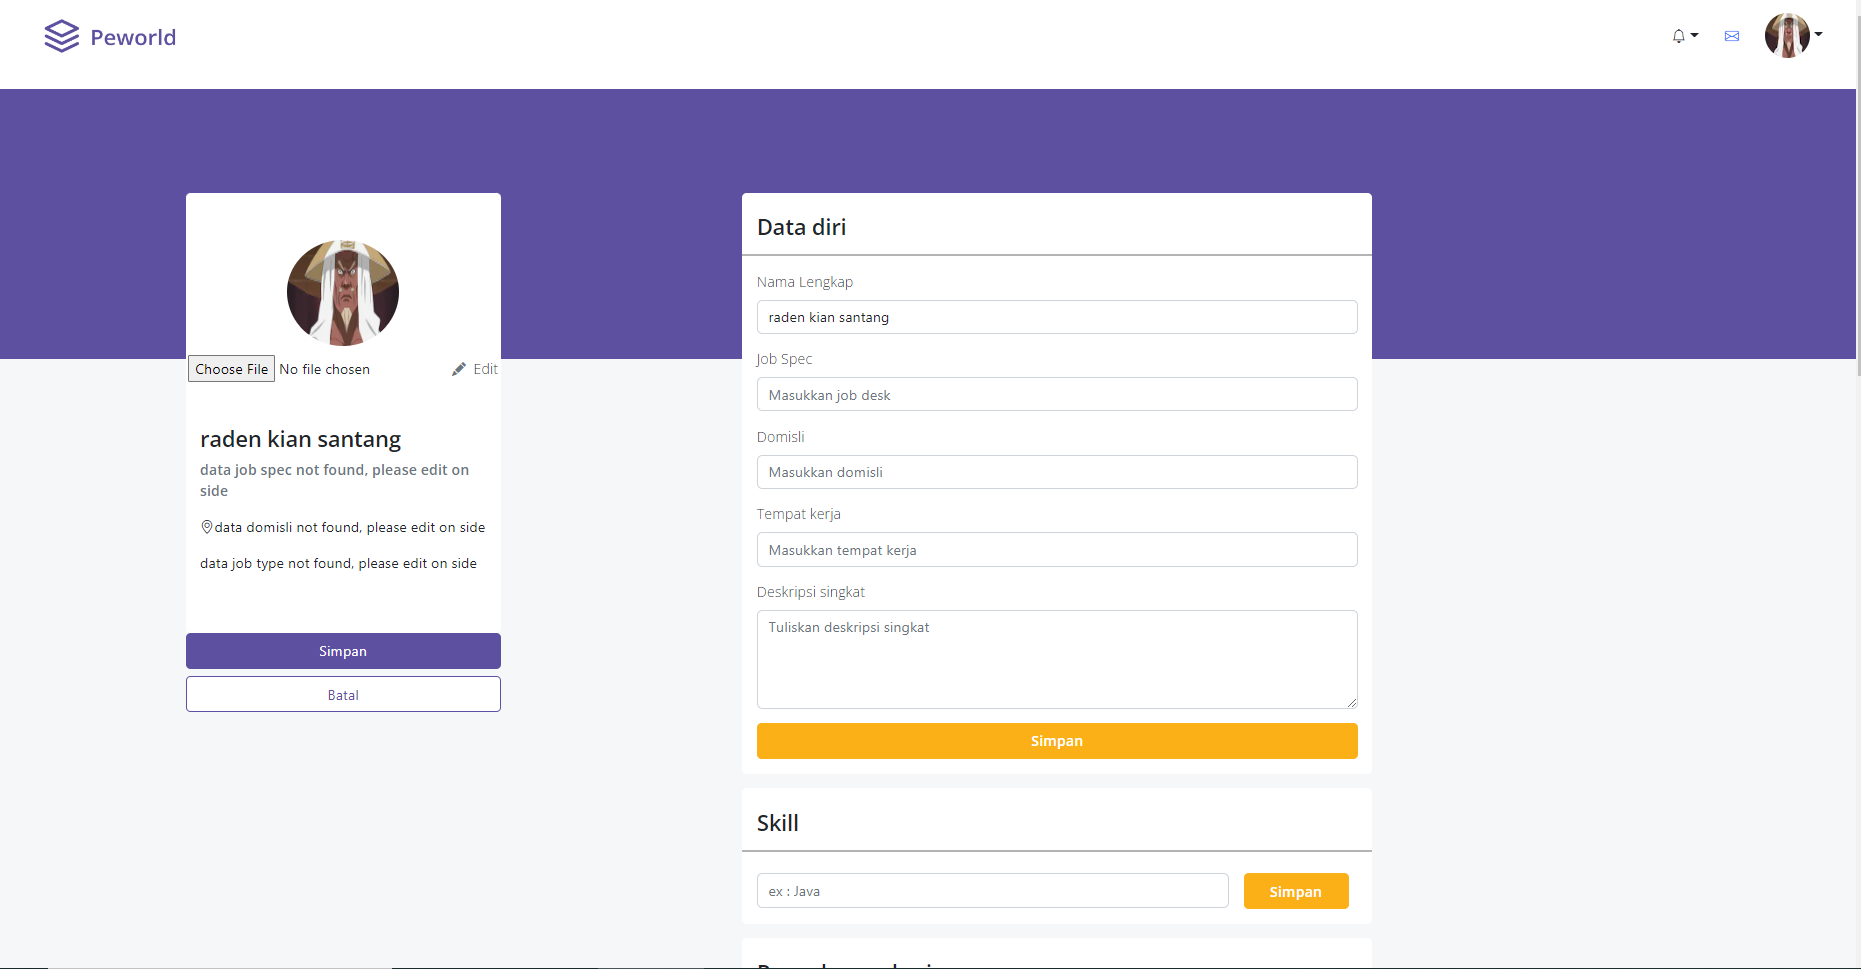 Peworld
Choose File No file chosen
Edit
raden kian santang
data job spec not found, please edit on
side
data domisli not found, please edit on side
data job type not found, please edit on side
Simpan
Batal
Data diri
Nama Lengkap
raden kian santang
Job Spec
Masukkan job desk
Domisli
Masukkan domisli
Tempat kerja
Masukkan tempat kerja
Deskripsi singkat
Tuliskan deskripsi singkat
Simpan
Skill
ex : Java
Simpan